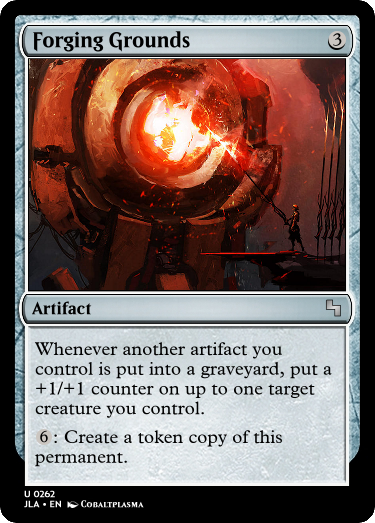 Forging Grounds 3
Artifact
Whenever another artifact you
control is put into a graveyard, put a
+1/+1 counter on up to one target
creature you control.
6: Create a token copy of this
permanent.
U 0262
JLA • EN Cobaltplasma